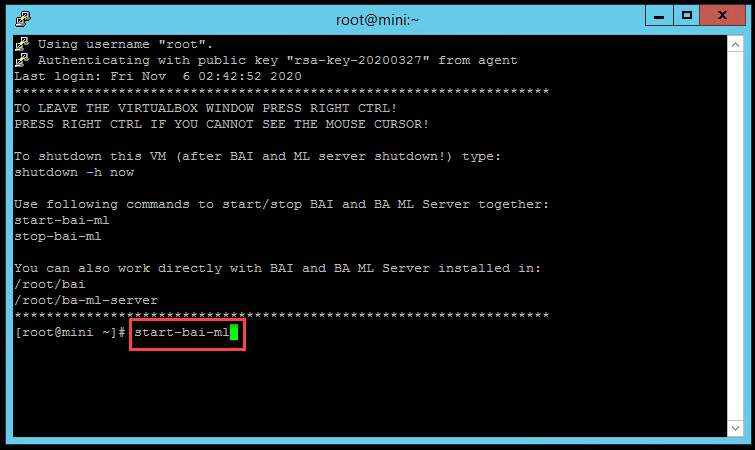 root@mini:~
Using username "root".
Authenticating with public key "rsa-key-20200327" from agent
Last login: Fri Nov  6 02:42:52 2020
*******************************************************************
TO LEAVE THE VIRTUALBOX WINDOW PRESS RIGHT CTRL!
PRESS RIGHT CTRL IF YOU CANNOT SEE THE MOUSE CURSOR!
To shutdown this VM (after BAI and ML server shutdown!) type:
shutdown -h now
Use following commands to start/stop BAI and BA ML Server together:
start-bai-ml
stop-bai-ml
You can also work directly with BAI and BA ML Server installed in:
/root/bai
/root/ba-ml-server
*******************************************************************
[root@mini ~]# start-bai-ml